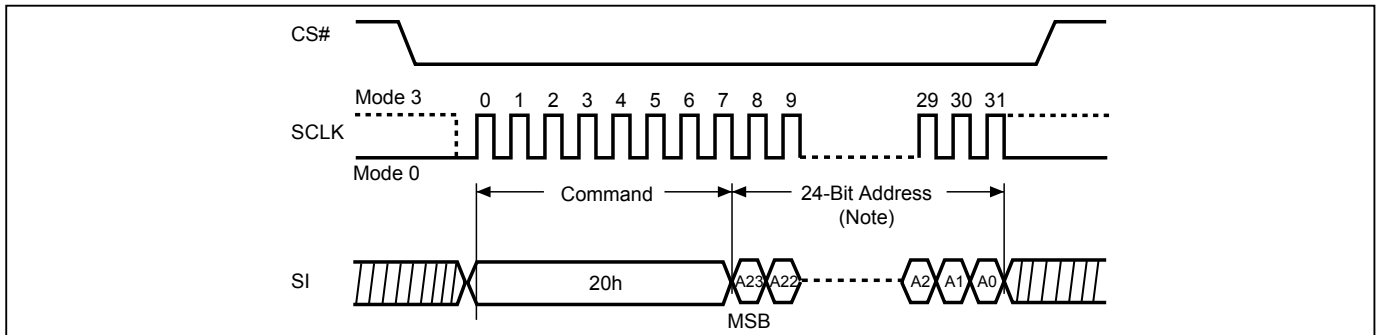 CS#
Mode 3
0 1 2 3 4 5 6 7 8 9 29 30 31
SCLK
Mode 0
Command
24-Bit Address
(Note)
SI
20h
A23 A22 A2 A1 A0
MSB